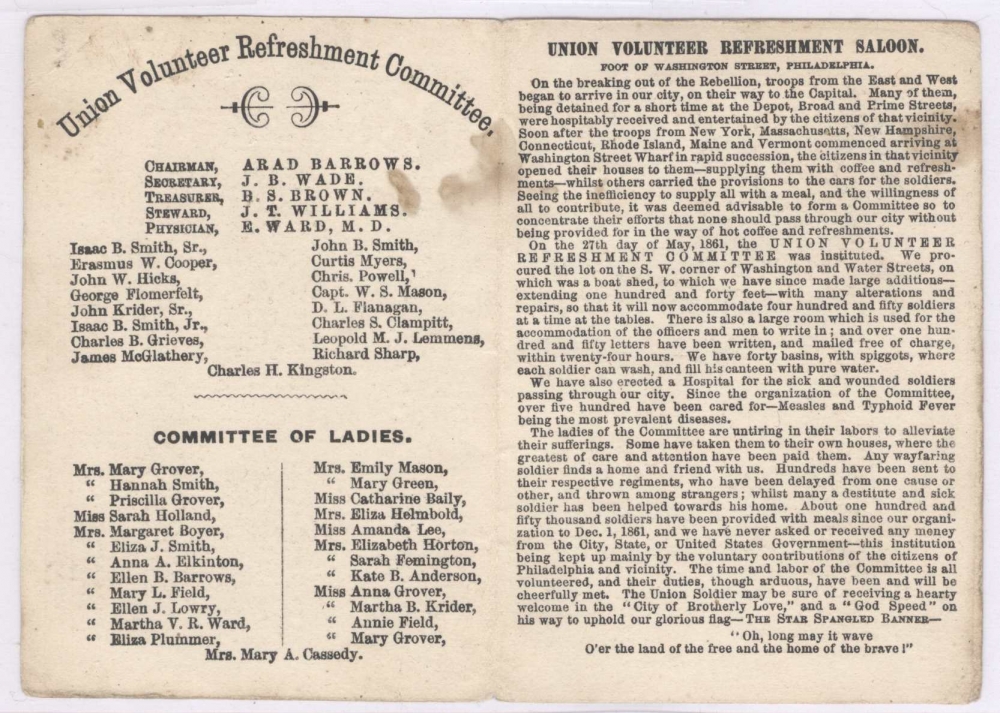 Union Volunteer Refreshment Committee,
CHAIRMAN, ARAD BARROWS.
SECRETARY, J. B. WADE.
TREASURER, B. S. BROWN.
STEWARD, J. T. WILLIAMS.
PHYSICIAN, E. WARD, M. D.
Isaac B. Smith, Sr.,
Erasmus W. Cooper,
John W. Hicks,
George Flomerfelt,
John Krider, Sr.,
Isaac B. Smith, Jr.,
Charles B. Grieves,
James McGlathery,
John B. Smith,
Curtis Myers,
Chris. Powell,
Capt. W. S. Mason,
D. L. Flanagan,
Charles S. Clampitt,
Leopold M. J. Lemmens,
Richard Sharp,
Charles H. Kingston.
COMMITTEE OF LADIES.
Mrs. Mary Grover,
" Hannah Smith,
" Priscilla Grover,
Miss Sarah Holland,
Mrs. Margaret Boyer,
" Eliza J. Smith,
" Anna A. Elkinton,
" Ellen B. Barrows,
" Mary L. Field,
" Ellen J. Lowry,
" Martha V. R. Ward,
" Eliza Plummer,
Mrs. Emily Mason,
" Mary Green,
Miss Catharine Baily,
Mrs. Eliza Helmbold,
Miss Amanda Lee,
Mrs. Elizabeth Horton,
" Sarah Femington,
" Kate B. Anderson,
Miss Anna Grover,
" Martha B. Krider,
" Annie Field,
" Mary Grover,
Mrs. Mary A. Cassedy.
UNION VOLUNTEER REFRESHMENT SALOON.
FOOT OF WASHINGTON STREET, PHILADELPHIA.
On the breaking out of the Rebellion, troops from the East and West
began to arrive in our city, on their way to the Capital. Many of them,
being detained for a short time at the Depot, Broad and Prime Streets,
were hospitably received and entertained by the citizens of that vicinity.
Soon after the troops from New York, Massachusetts, New Hampshire,
Connecticut, Rhode Island, Maine and Vermont commenced arriving at
Washington Street Wharf in rapid succession, the citizens in that vicinity
opened their houses to them—supplying them with coffee and refresh-
ments—whilst others carried the provisions to the cars for the soldiers.
Seeing the inefficiency to supply all with a meal, and the willingness of
all to contribute, it was deemed advisable to form a Committee so to
concentrate their efforts that none should pass through our city without
being provided for in the way of hot coffee and refreshments.
On the 27th day of May, 1861, the UNION VOLUNTEER
REFRESHMENT COMMITTEE was instituted. We pro-
cured the lot on the S. W. corner of Washington and Water Streets, on
which was a boat shed, to which we have since made large additions—
extending one hundred and forty feet—with many alterations and
repairs, so that it will now accommodate four hundred and fifty soldiers
at a time at the tables. There is also a large room which is used for the
accommodation of the officers and men to write in; and over one hun-
dred and fifty letters have been written, and mailed free of charge,
within twenty-four hours. We have forty basins, with spiggots, where
each soldier can wash, and fill his canteen with pure water.
We have also erected a Hospital for the sick and wounded soldiers
passing through our city. Since the organization of the Committee,
over five hundred have been cared for—Measles and Typhoid Fever
being the most prevalent diseases.
The ladies of the Committee are untiring in their labors to alleviate
their sufferings. Some have taken them to their own houses, where the
greatest of care and attention have been paid them. Any wayfaring
soldier finds a home and friend with us. Hundreds have been sent to
their respective regiments, who have been delayed from one cause or
other, and thrown among strangers; whilst many a destitute and sick
soldier has been helped towards his home. About one hundred and
fifty thousand soldiers have been provided with meals since our organi-
zation to Dec. 1, 1861, and we have never asked or received any money
from the City, State, or United States Government—this institution
being kept up mainly by the voluntary contributions of the citizens of
Philadelphia and vicinity. The time and labor of the Committee is all
volunteered, and their duties, though arduous, have been and will be
cheerfully met. The Union Soldier may be sure of receiving a hearty
welcome in the "City of Brotherly Love," and a "God Speed" on
his way to uphold our glorious flag—THE STAR SPANGLED BANNER—
"Oh, long may it wave
O'er the land of the free and the home of the brave!"